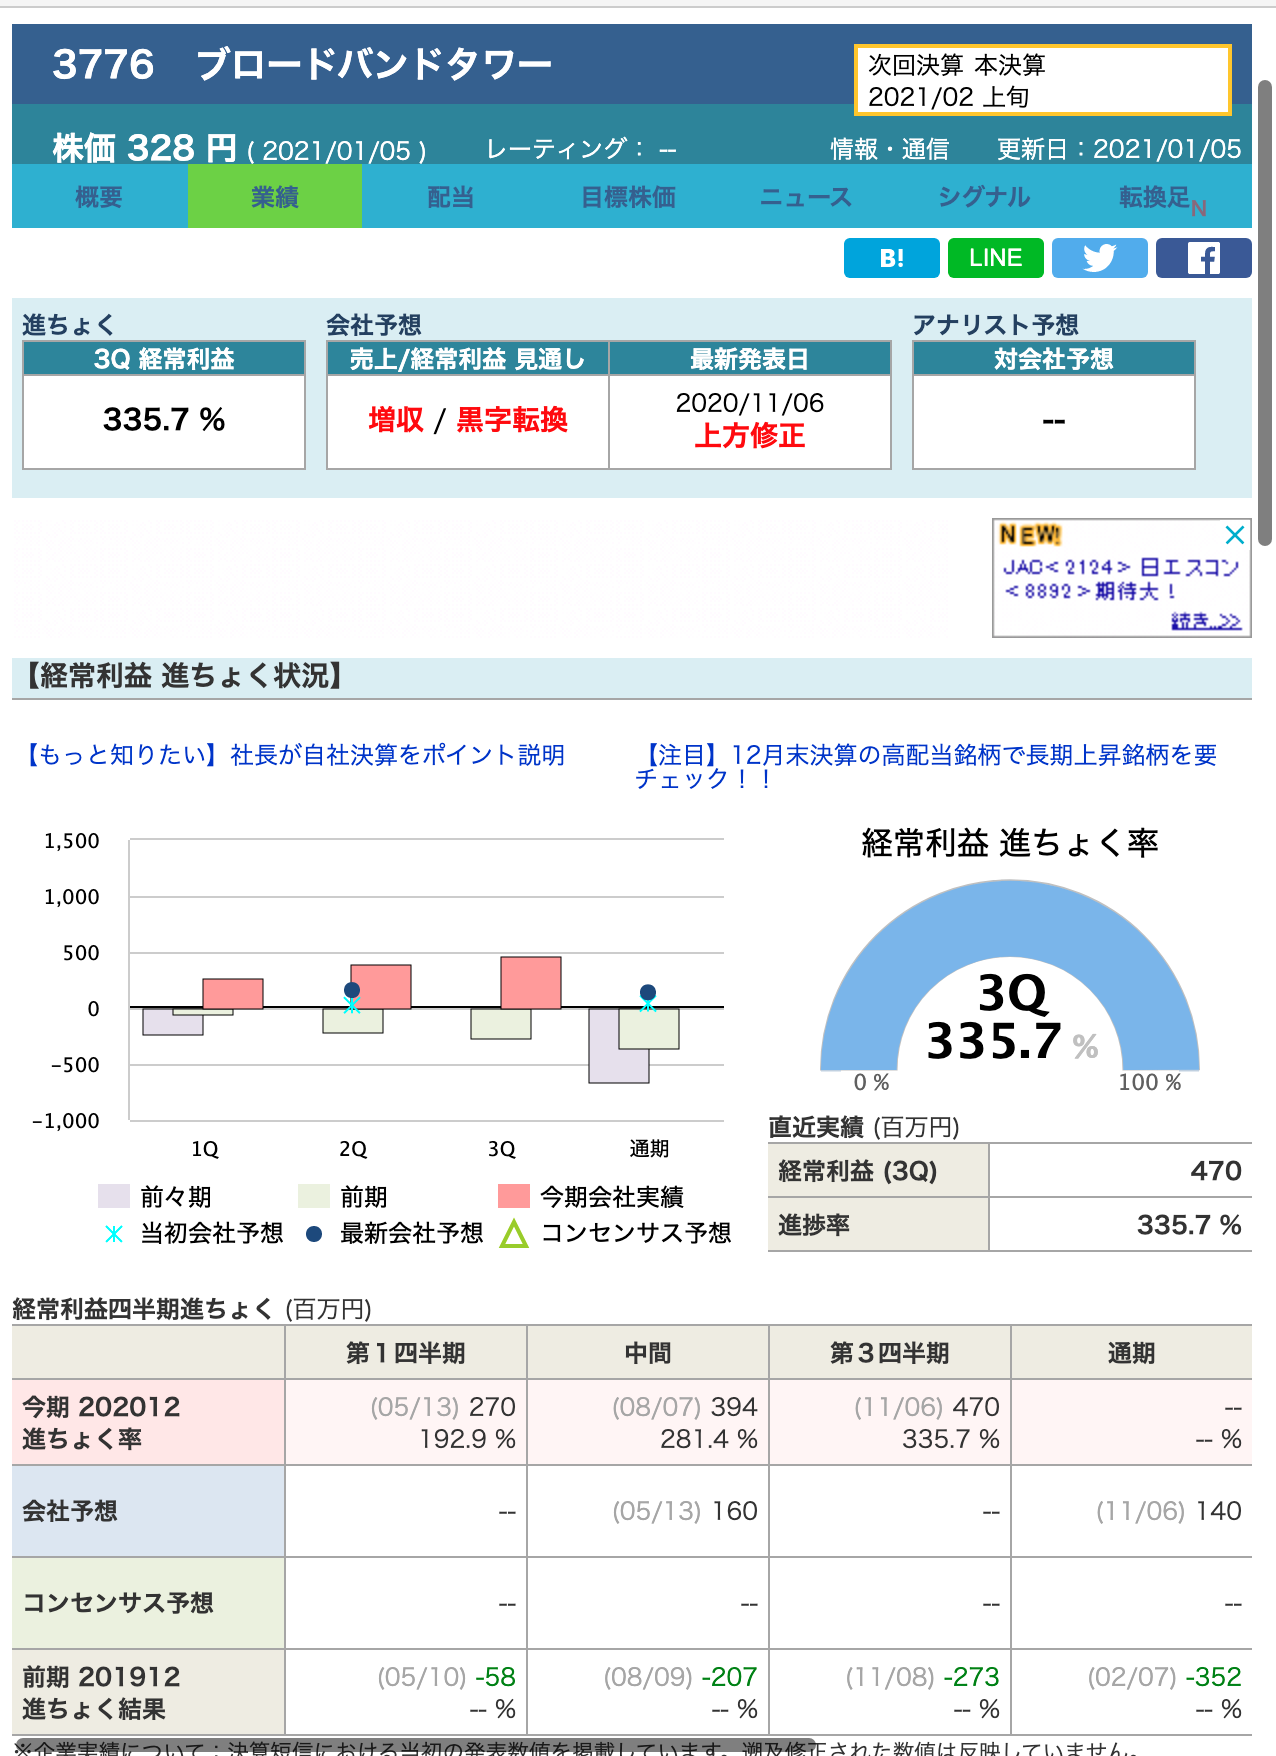 3776　ブロードバンドタワー
次回決算 本決算
2021/02 上旬
株価 328 円 ( 2021/01/05 )
レーティング： --
情報・通信
更新日：2021/01/05
概要
業績
配当
目標株価
ニュース
シグナル
転換足N
B!
LINE
進ちょく
会社予想
アナリスト予想
3Q 経常利益
売上/経常利益 見通し
最新発表日
対会社予想
335.7 %
増収 / 黒字転換
2020/11/06
上方修正
--
NEW!
JAC<2124> 日エスコン
<8892>期待大！
続き..>>
【経常利益 進ちょく状況】
【もっと知りたい】社長が自社決算をポイント説明
【注目】12月末決算の高配当銘柄で長期上昇銘柄を要
チェック！！
1,500
1,000
500
0
−500
−1,000
1Q
2Q
3Q
通期
前々期
前期
今期会社実績
当初会社予想
最新会社予想
コンセンサス予想
経常利益 進ちょく率
3Q
335.7 %
0 %
100 %
直近実績 (百万円)
経常利益 (3Q) 470
進捗率 335.7 %
経常利益四半期進ちょく (百万円)
第１四半期 中間 第３四半期 通期
今期 202012 (05/13) 270 (08/07) 394 (11/06) 470 --
進ちょく率 192.9 % 281.4 % 335.7 % -- %
会社予想 -- (05/13) 160 -- (11/06) 140
コンセンサス予想 -- -- -- --
前期 201912 (05/10) -58 (08/09) -207 (11/08) -273 (02/07) -352
進ちょく結果 -- % -- % -- % -- %
※企業実績について：決算短信における当初の発表数値を掲載しています。遡及修正された数値は反映していません。